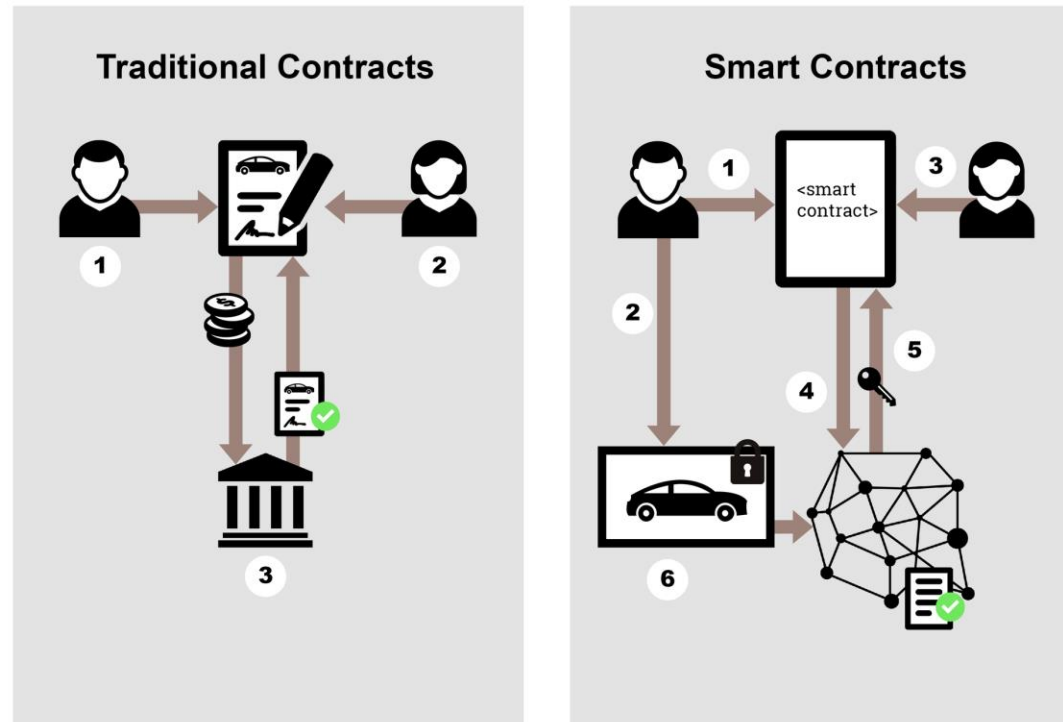 Traditional Contracts
1
2
$
3
Smart Contracts
1
3
<smart
contract>
2
5
4
6